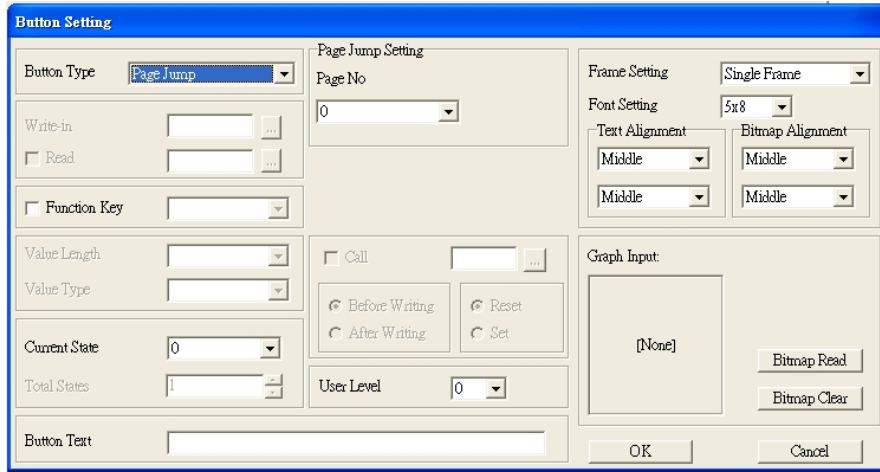 Button Setting
Button Type
Page Jump
Write-in
...
Read
...
Function Key
Value Length
Value Type
Current State
0
Total States
1
Button Text
Page Jump Setting
Page No
0
Call
...
Before Writing
Reset
After Writing
Set
User Level
0
Frame Setting
Single Frame
Font Setting
5x8
Text Alignment
Bitmap Alignment
Middle
Middle
Middle
Middle
Graph Input:
[None]
Bitmap Read
Bitmap Clear
OK
Cancel